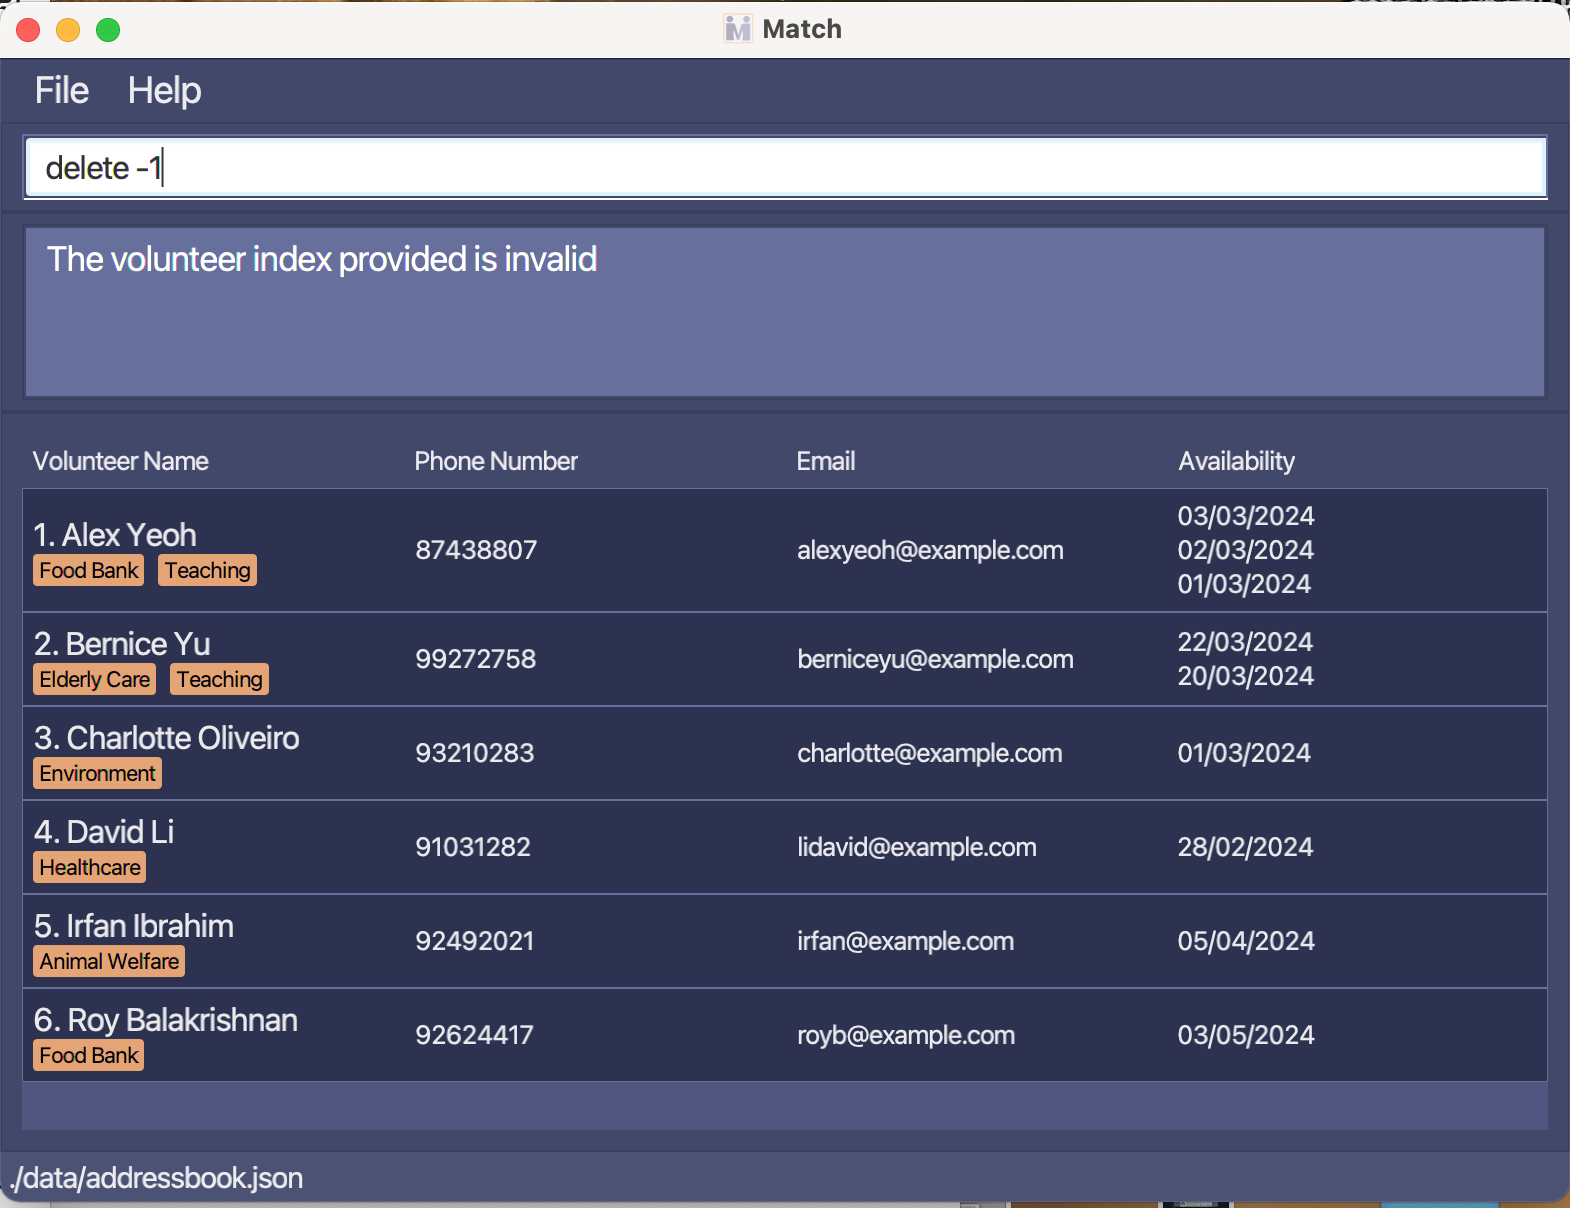 Match
File Help
delete -1
The volunteer index provided is invalid
Volunteer Name Phone Number Email Availability
1. Alex Yeoh
Food Bank Teaching
87438807
alexyeoh@example.com
03/03/2024
02/03/2024
01/03/2024
2. Bernice Yu
Elderly Care Teaching
99272758
berniceyu@example.com
22/03/2024
20/03/2024
3. Charlotte Oliveiro
Environment
93210283
charlotte@example.com
01/03/2024
4. David Li
Healthcare
91031282
lidavid@example.com
28/02/2024
5. Irfan Ibrahim
Animal Welfare
92492021
irfan@example.com
05/04/2024
6. Roy Balakrishnan
Food Bank
92624417
royb@example.com
03/05/2024
./data/addressbook.json